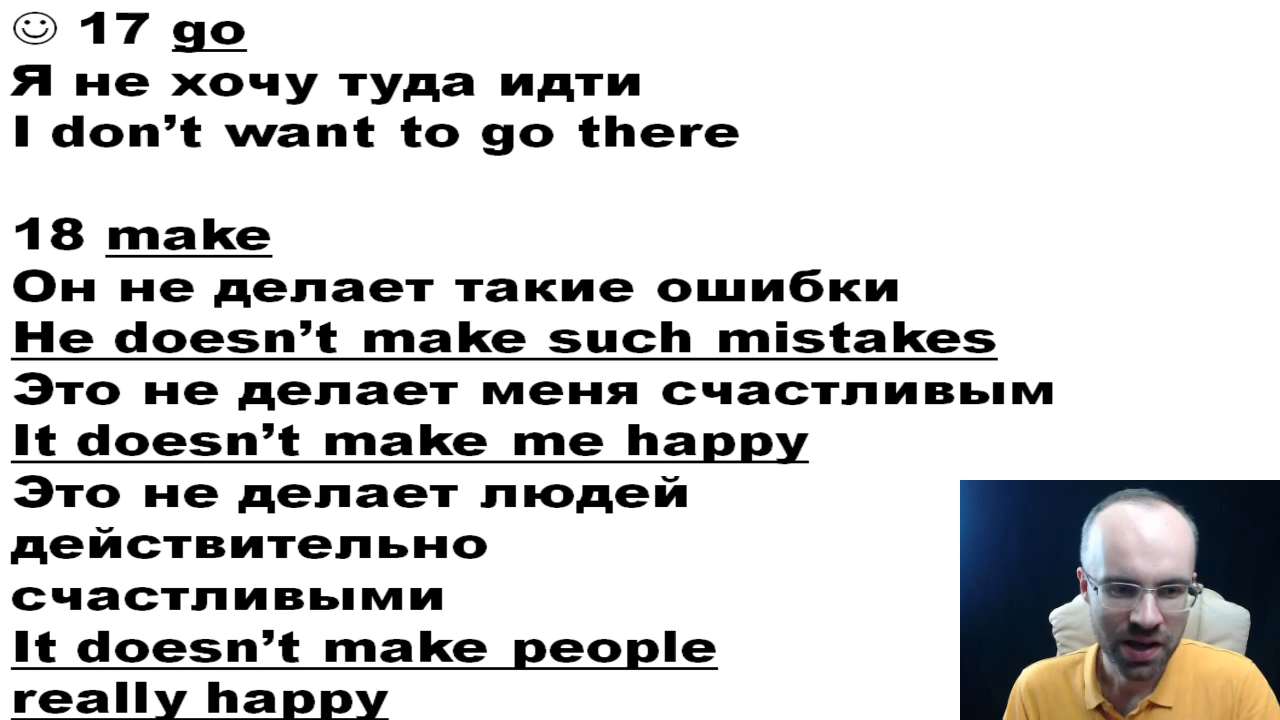 ☺ 17 go
Я не хочу туда идти
I don’t want to go there
18 make
Он не делает такие ошибки
He doesn’t make such mistakes
Это не делает меня счастливым
It doesn’t make me happy
Это не делает людей
действительно
счастливыми
It doesn’t make people
really happy